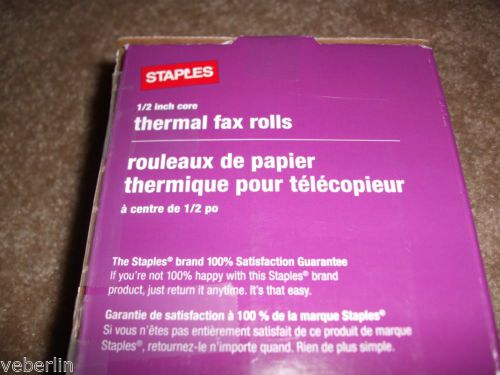 STAPLES
1/2 inch core
thermal fax rolls
rouleaux de papier
thermique pour télécopieur
à centre de 1/2 po
The Staples® brand 100% Satisfaction Guarantee
If you're not 100% happy with this Staples® brand
product, just return it anytime. It's that easy.
Garantie de satisfaction à 100 % de la marque Staples®
Si vous n'êtes pas entièrement satisfait de ce produit de marque
Staples®, retournez-le n'importe quand. Rien de plus simple.
veberlin